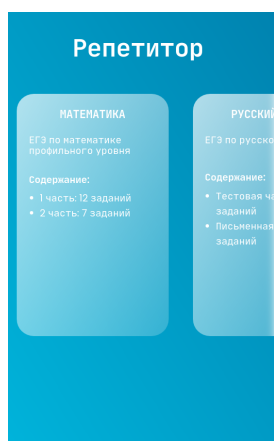 Репетитор
МАТЕМАТИКА
ЕГЭ по математике
профильного уровня
Содержание:
• 1 часть: 12 заданий
• 2 часть: 7 заданий
ЕГЭ по
Содержание:
• Тестовая
заданий
• Письменная
заданий